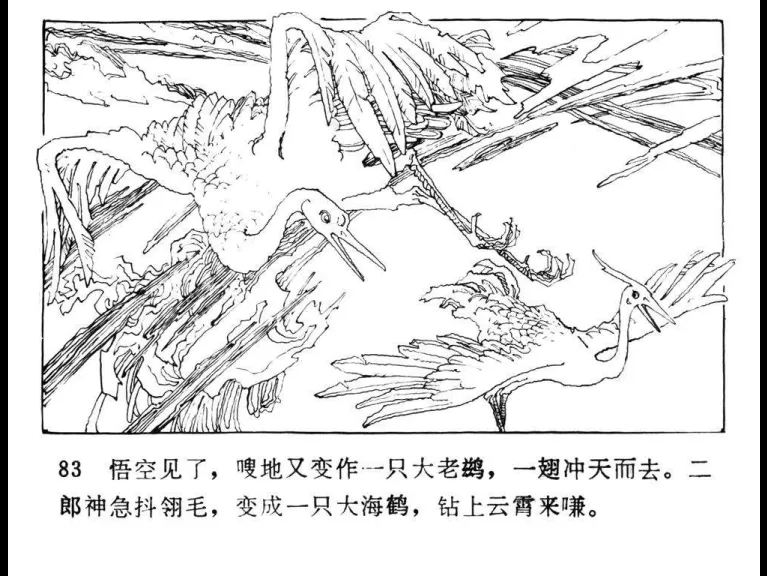 83 悟空见了，嗖地又变作一只大老鹚，一翅冲天而去。二
郎神急抖翎毛，变成一只大海鹤，钻上云霄来嗛。